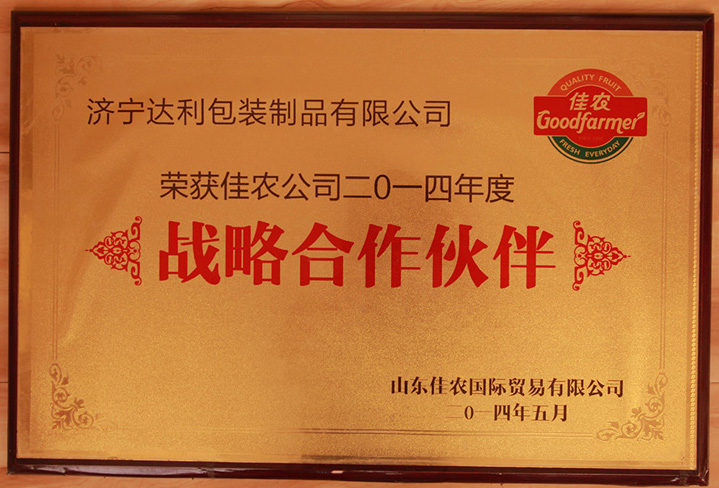 济宁达利包装制品有限公司
QUALITY FRUIT
佳农
Goodfarmer
FRESH EVERYDAY
荣获佳农公司二0一四年度
战略合作伙伴
山东佳农国际贸易有限公司
二0一四年五月